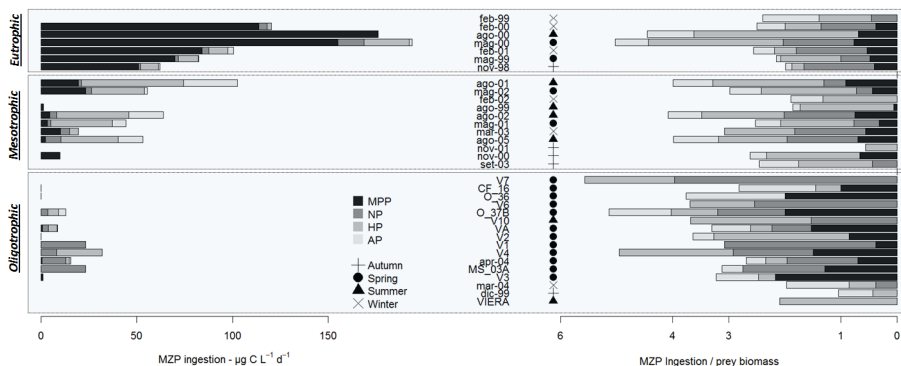 Eutrophic
feb-99
feb-00
ago-00
mag-00
feb-01
mag-99
nov-98
Mesotrophic
ago-01
mag-02
feb-02
ago-99
ago-02
mag-01
mar-03
ago-05
nov-01
nov-00
set-03
Oligotrophic
V7
CF_16
O_36
V6
O_37B
V10
VA
V2
V1
V4
apr-04
MS_03A
V3
mar-04
dic-99
VIERA
MPP
NP
HP
AP
Autumn
Spring
Summer
Winter
0 50 100 150
MZP ingestion - µg C L⁻¹ d⁻¹
6 4 3 1 0
MZP Ingestion / prey biomass